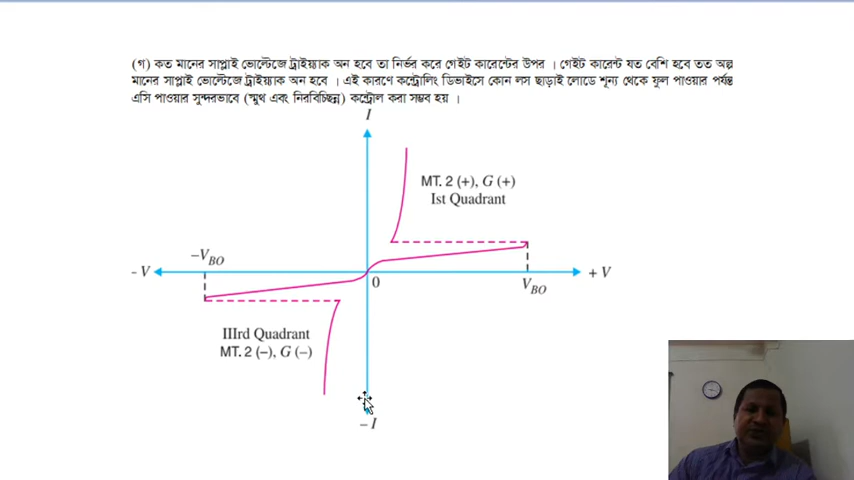 (গ) কত মানের সাপ্লাই ভোল্টেজে ট্রাইয়্যাক অন হবে তা নির্ভর করে গেইট কারেন্টের উপর । গেইট কারেন্ট যত বেশি হবে তত অল্প
মানের সাপ্লাই ভোল্টেজে ট্রাইয়্যাক অন হবে । এই কারণে কন্ট্রোলিং ডিভাইসে কোন লস ছাড়াই লোডে শূন্য থেকে ফুল পাওয়ার পর্যন্ত
এসি পাওয়ার সুন্দরভাবে (স্মুথ এবং নিরবিচ্ছিন্ন) কন্ট্রোল করা সম্ভব হয় ।
I
MT. 2 (+), G (+)
Ist Quadrant
–V_BO
- V
+ V
0
V_BO
IIIrd Quadrant
MT. 2 (–), G (–)
– I